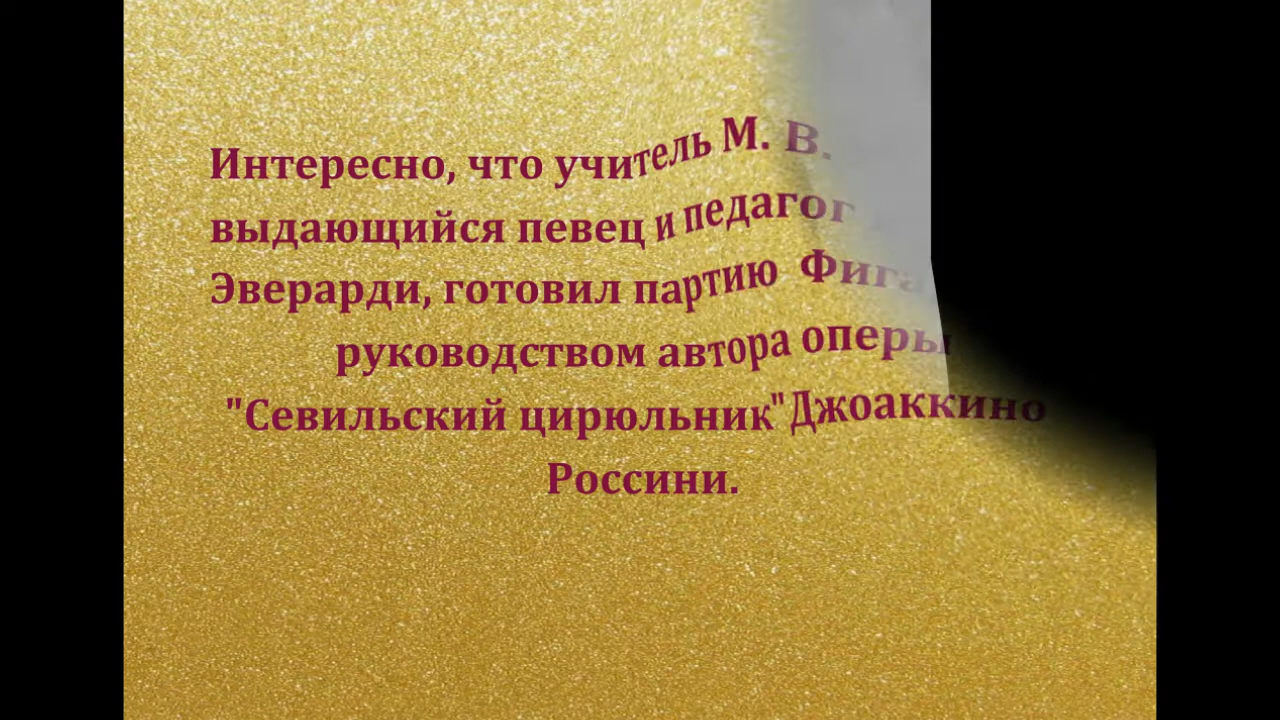 Интересно, что учитель М. В.
выдающийся певец и педагог
Эверарди, готовил партию
руководством автора оперы
"Севильский цирюльник"Джоаккино
Россини.